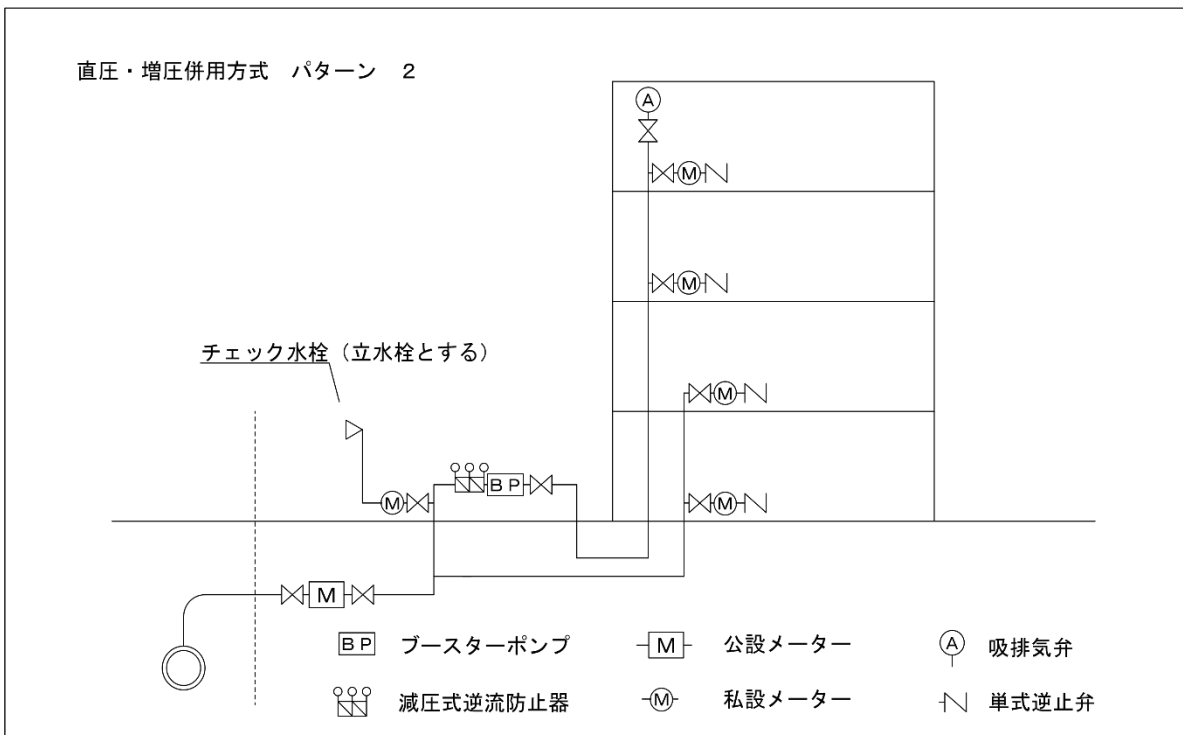 直圧・増圧併用方式 パターン 2
A
M
M
チェック水栓（立水栓とする）
M
BP
M
M
M
BP ブースターポンプ M 公設メーター A 吸排気弁
減圧式逆流防止器 M 私設メーター 単式逆止弁